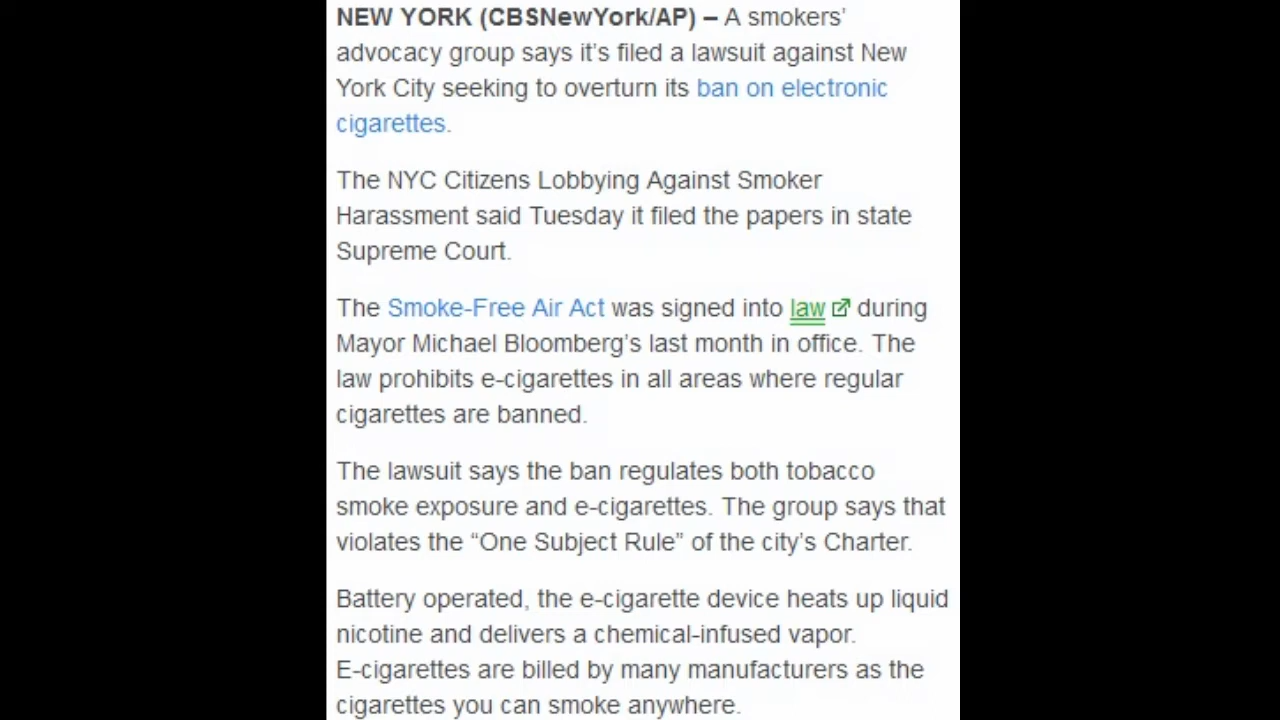 NEW YORK (CBSNewYork/AP) – A smokers’
advocacy group says it’s filed a lawsuit against New
York City seeking to overturn its ban on electronic
cigarettes.
The NYC Citizens Lobbying Against Smoker
Harassment said Tuesday it filed the papers in state
Supreme Court.
The Smoke-Free Air Act was signed into law during
Mayor Michael Bloomberg’s last month in office. The
law prohibits e-cigarettes in all areas where regular
cigarettes are banned.
The lawsuit says the ban regulates both tobacco
smoke exposure and e-cigarettes. The group says that
violates the “One Subject Rule” of the city’s Charter.
Battery operated, the e-cigarette device heats up liquid
nicotine and delivers a chemical-infused vapor.
E-cigarettes are billed by many manufacturers as the
cigarettes you can smoke anywhere.